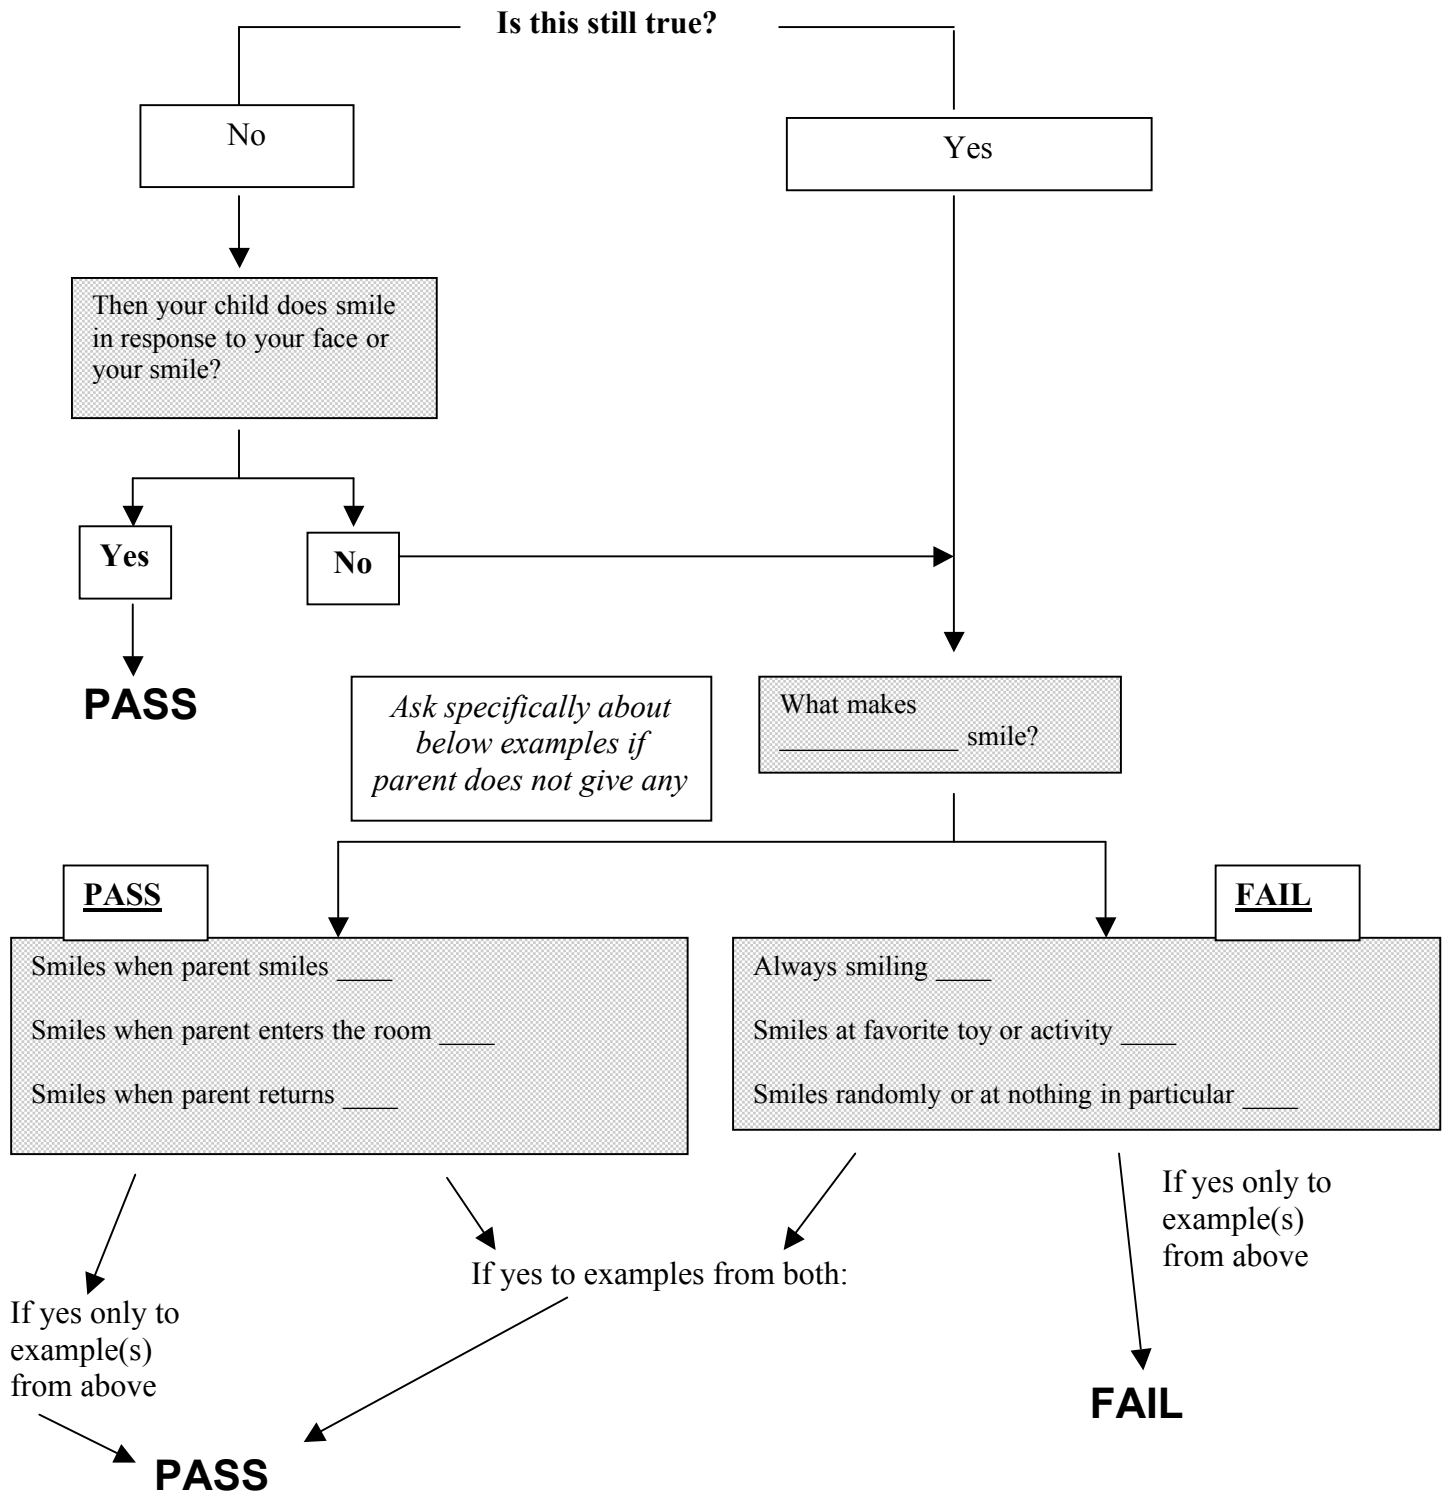 Is this still true?
No
Yes
Then your child does smile
in response to your face or
your smile?
Yes
No
PASS
Ask specifically about
below examples if
parent does not give any
What makes
_____________ smile?
PASS
FAIL
Smiles when parent smiles ____
Smiles when parent enters the room ____
Smiles when parent returns ____
Always smiling ____
Smiles at favorite toy or activity ____
Smiles randomly or at nothing in particular ____
If yes only to
example(s)
from above
If yes to examples from both:
If yes only to
example(s)
from above
FAIL
PASS